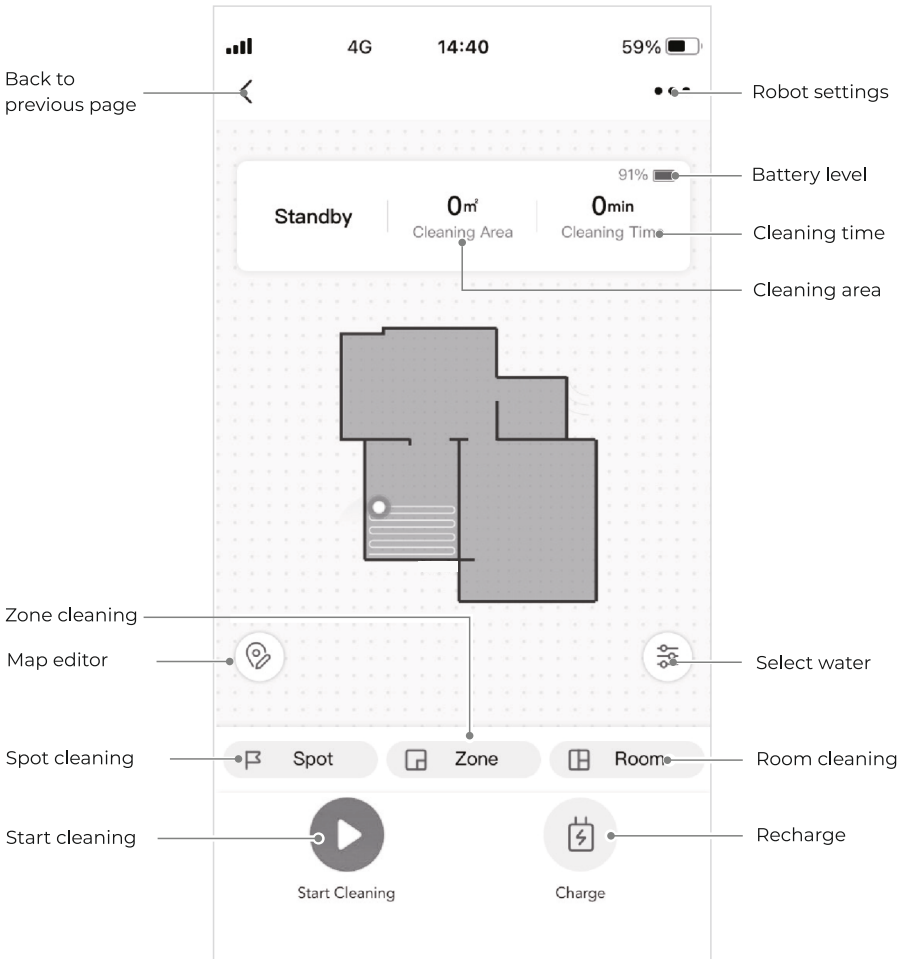 4G 14:40 59%
Back to
previous page
Robot settings
91%
Battery level
Standby
0㎡
Cleaning Area
0min
Cleaning Time
Cleaning time
Cleaning area
Zone cleaning
Map editor
Select water
Spot cleaning
Spot
Zone
Room
Room cleaning
Start cleaning
Recharge
Start Cleaning
Charge